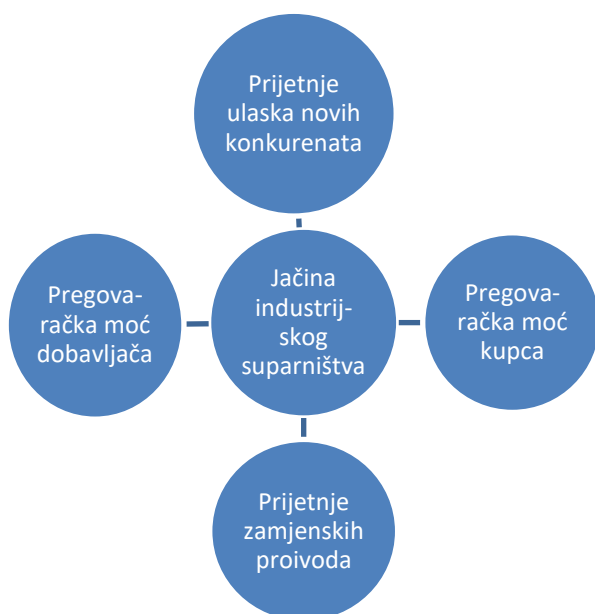 Prijetnje
ulaska novih
konkurenata
Pregova-
račka moć
dobavljača
Jačina
industrij-
skog
suparništva
Pregova-
račka moć
kupca
Prijetnje
zamjenskih
proivoda